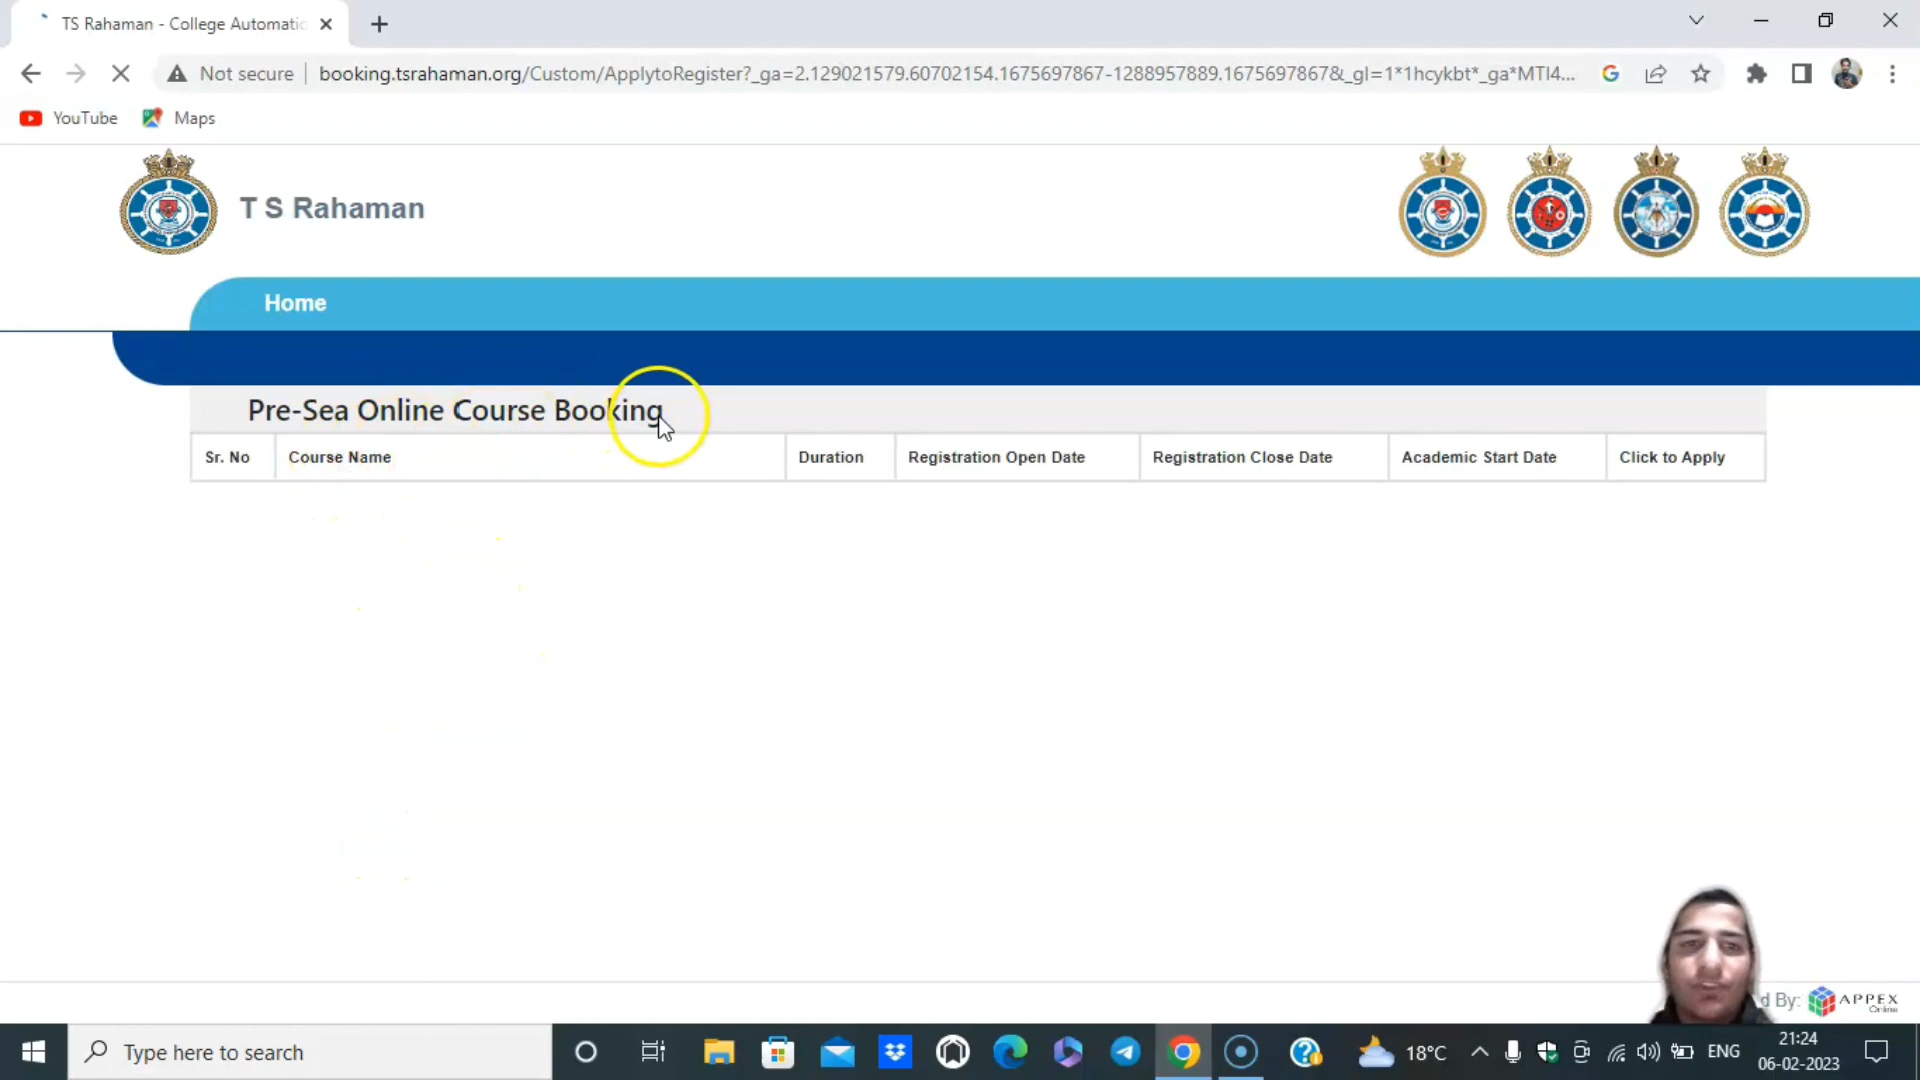 TS Rahaman - College Automatic
Not secure
booking.tsrahaman.org/Custom/ApplytoRegister?_ga=2.129021579.60702154.1675697867-1288957889.1675697867&_gl=1*1hcykbt*_ga*MTI4...
YouTube
Maps
T S Rahaman
Home
Pre-Sea Online Course Booking
Sr. No
Course Name
Duration
Registration Open Date
Registration Close Date
Academic Start Date
Click to Apply
d By:
APPEX
Online
Type here to search
18°C
ENG
21:24
06-02-2023